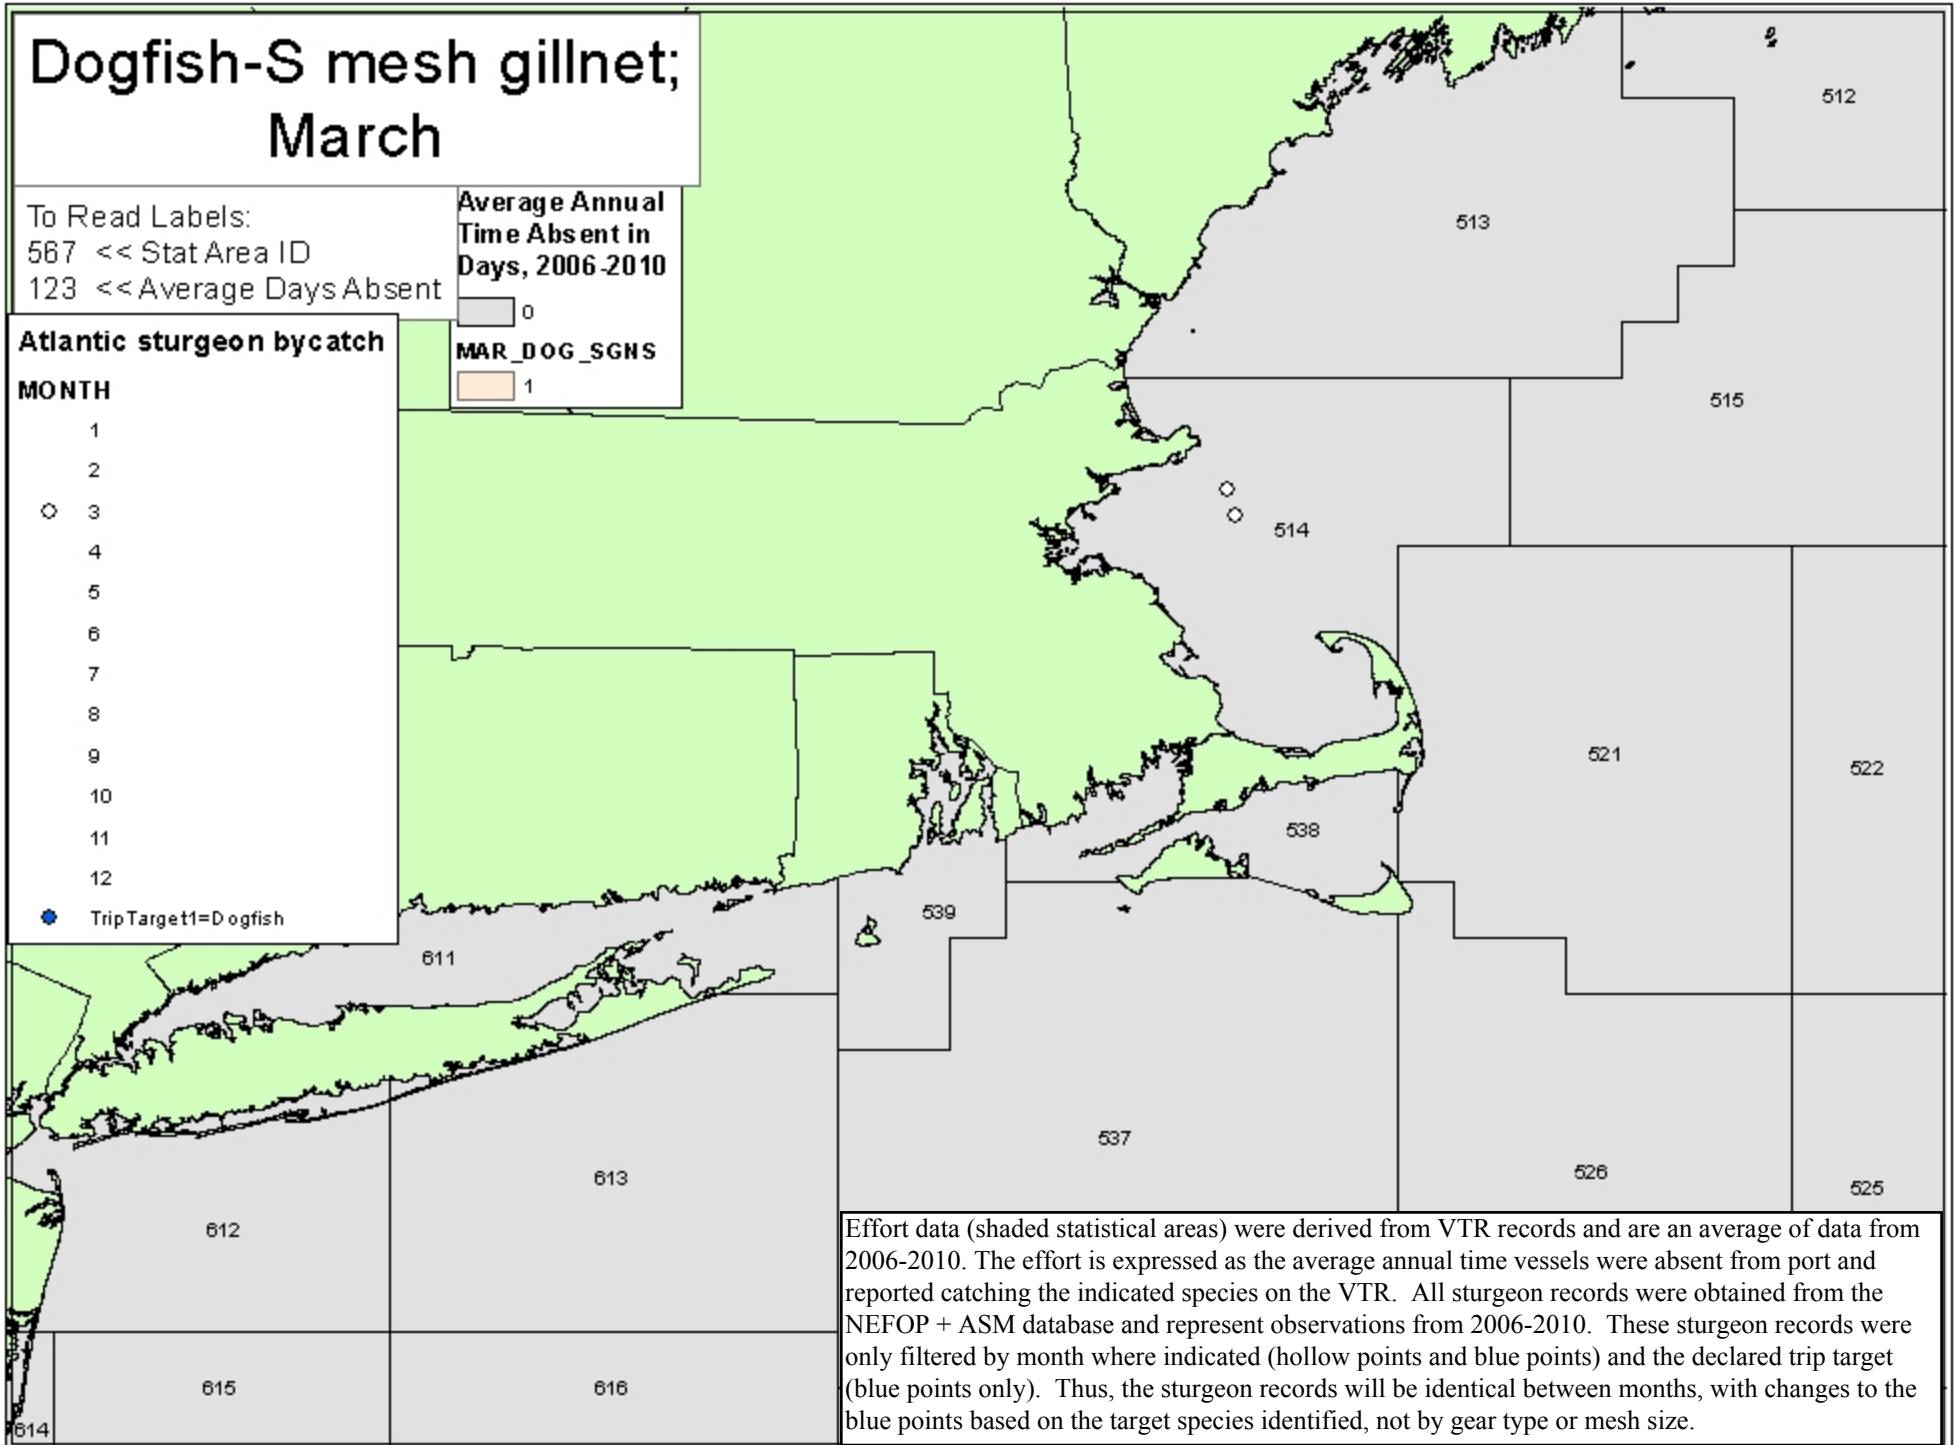 Dogfish-S mesh gillnet;
March
To Read Labels:
567 << Stat Area ID
123 << Average Days Absent
Average Annual
Time Absent in
Days, 2006-2010
0
MAR_DOG_SGNS
1
Atlantic sturgeon bycatch
MONTH
1
2
3
4
5
6
7
8
9
10
11
12
TripTarget1=Dogfish
512
513
515
514
521
522
538
539
611
537
526
525
613
612
615
616
614
Effort data (shaded statistical areas) were derived from VTR records and are an average of data from
2006-2010. The effort is expressed as the average annual time vessels were absent from port and
reported catching the indicated species on the VTR. All sturgeon records were obtained from the
NEFOP + ASM database and represent observations from 2006-2010. These sturgeon records were
only filtered by month where indicated (hollow points and blue points) and the declared trip target
(blue points only). Thus, the sturgeon records will be identical between months, with changes to the
blue points based on the target species identified, not by gear type or mesh size.